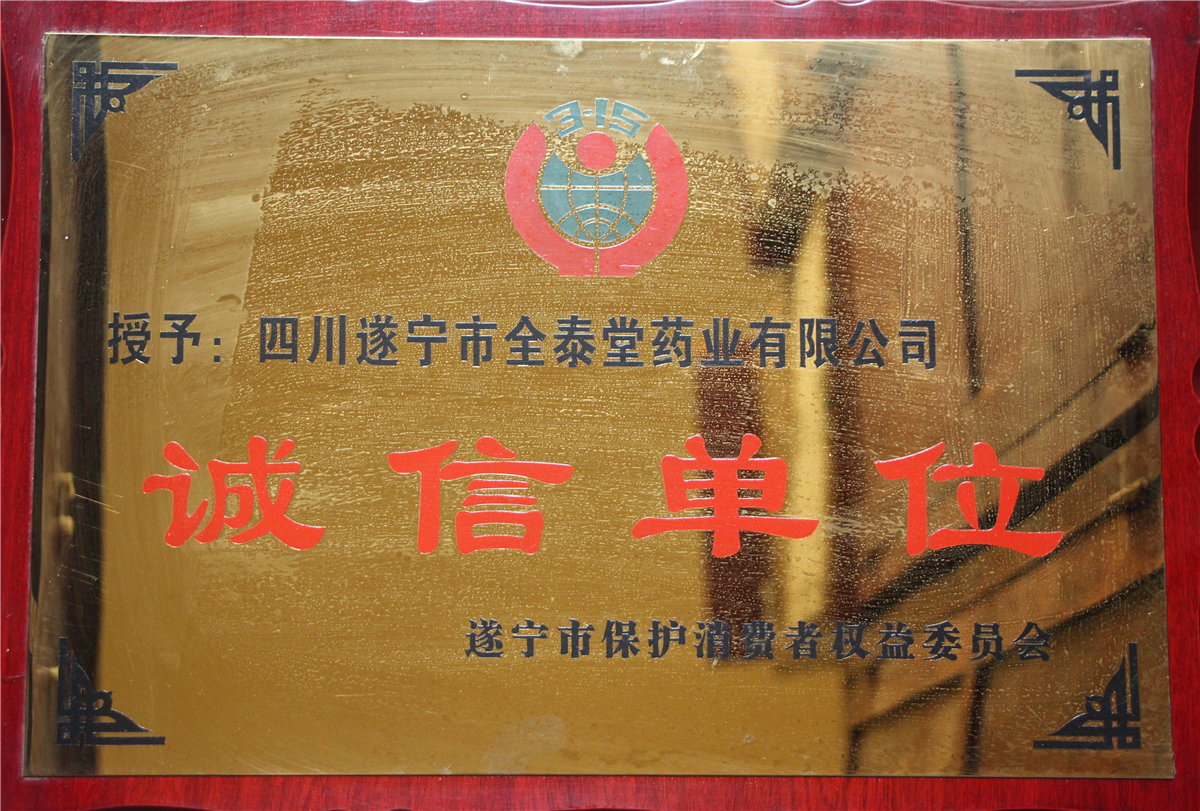 3·15
授予：四川遂宁市全泰堂药业有限公司
诚信单位
遂宁市保护消费者权益委员会